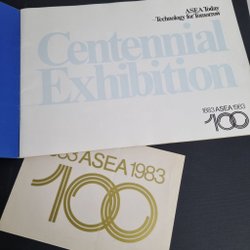 ASEA Today
Technology for Tomorrow
Centennial
Exhibition
1883 ASEA 1983
100
1883 ASEA 1983
100